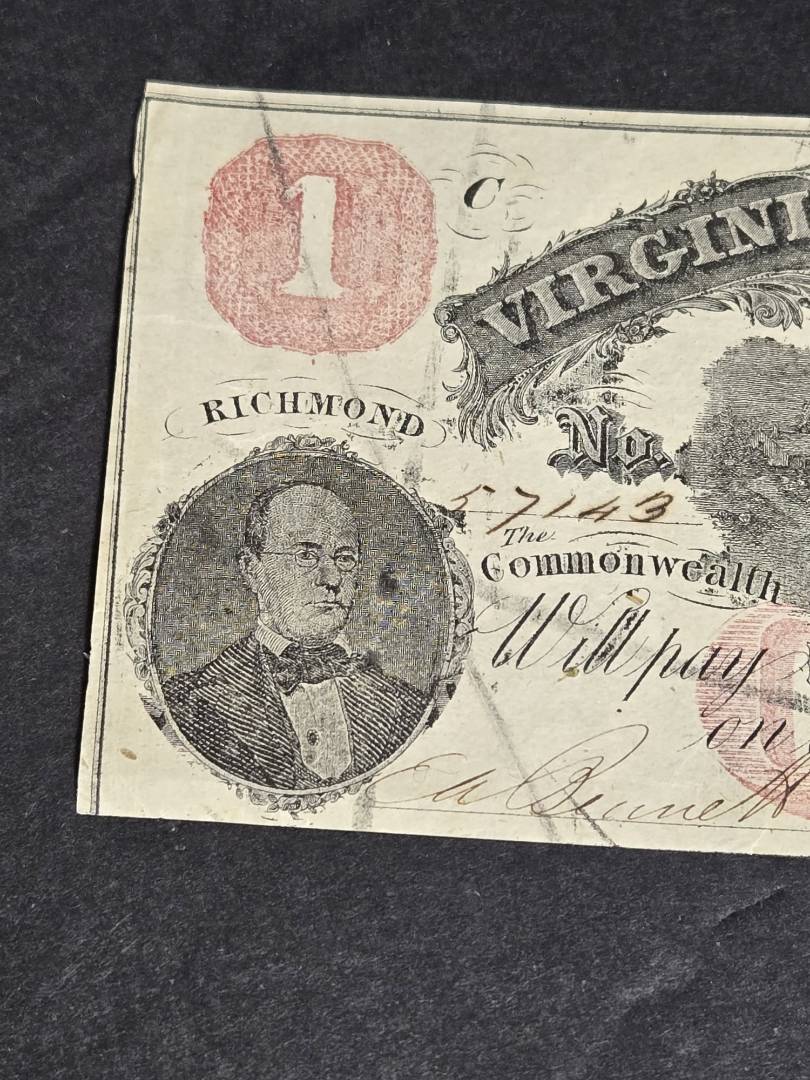 1
C
VIRGINI
RICHMOND
No.
57143
The
Commonwealth
Will pay
on